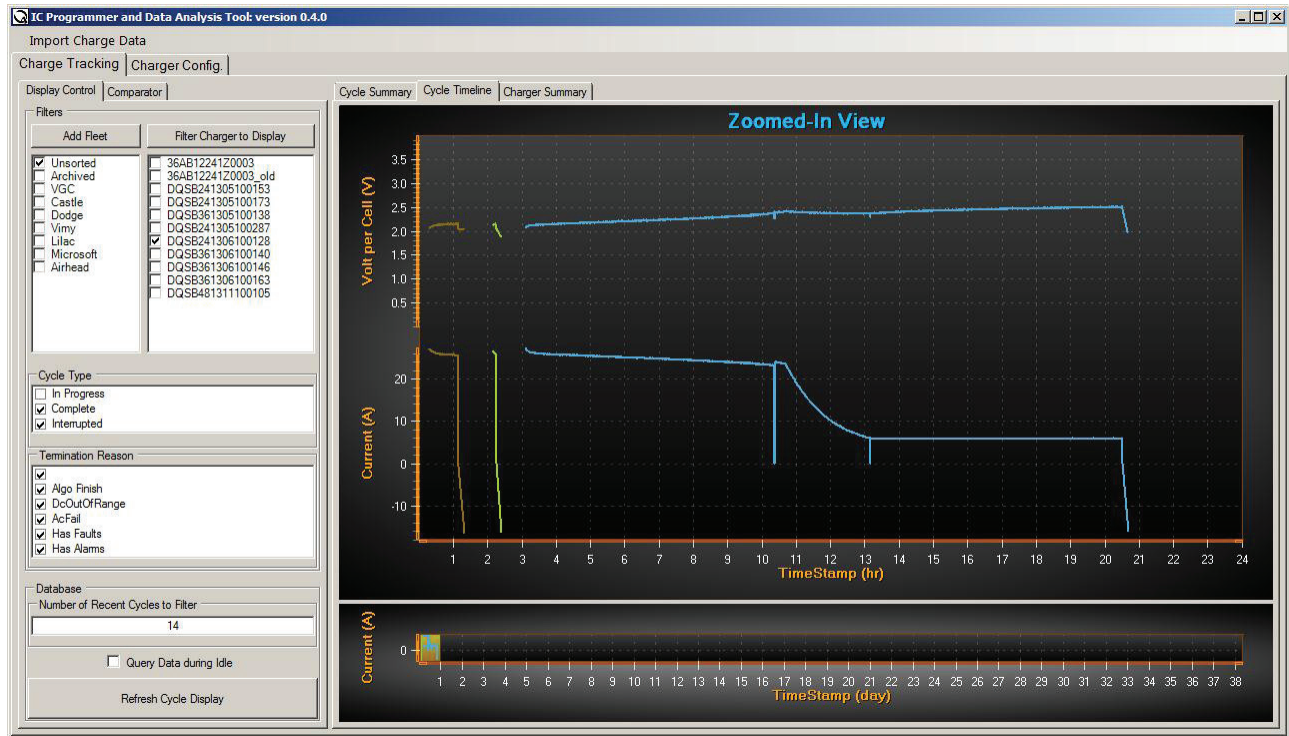 IC Programmer and Data Analysis Tool: version 0.4.0
Import Charge Data
Charge Tracking
Charger Config.
Display Control
Comparator
Filters
Add Fleet
Filter Charger to Display
Unsorted
Archived
VGC
Castle
Dodge
Vimy
Lilac
Microsoft
Airhead
36AB12241Z0003
36AB12241Z0003_old
DQSB241305100153
DQSB241305100173
DQSB361305100138
DQSB241305100287
DQSB241306100128
DQSB361306100140
DQSB361306100146
DQSB361306100163
DQSB481311100105
Cycle Type
In Progress
Complete
Interrupted
Termination Reason
Algo Finish
DcOutOfRange
AcFail
Has Faults
Has Alarms
Database
Number of Recent Cycles to Filter
14
Query Data during Idle
Refresh Cycle Display
Cycle Summary
Cycle Timeline
Charger Summary
Zoomed-In View
Volt per Cell (V)
3.5
3.0
2.5
2.0
1.5
1.0
0.5
Current (A)
20
10
0
-10
1 2 3 4 5 6 7 8 9 10 11 12 13 14 15 16 17 18 19 20 21 22 23 24
TimeStamp (hr)
Current (A)
0
1 2 3 4 5 6 7 8 9 10 11 12 13 14 15 16 17 18 19 20 21 22 23 24 25 26 27 28 29 30 31 32 33 34 35 36 37 38
TimeStamp (day)